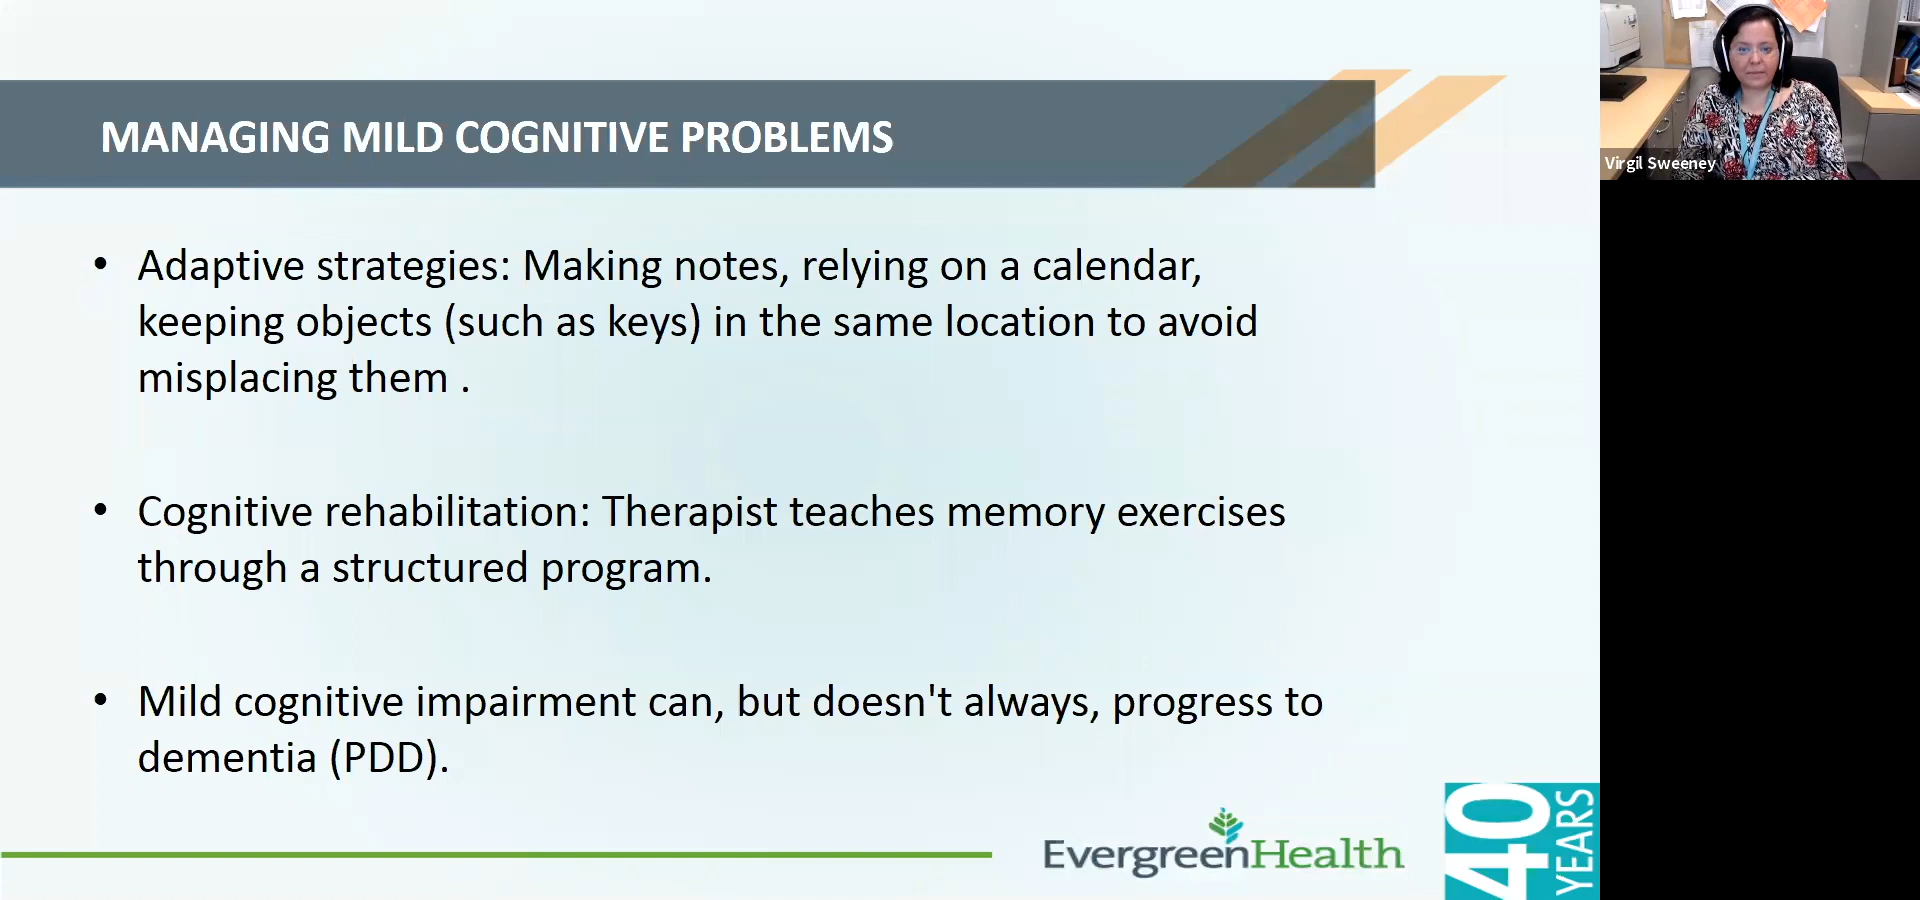 MANAGING MILD COGNITIVE PROBLEMS
• Adaptive strategies: Making notes, relying on a calendar,
keeping objects (such as keys) in the same location to avoid
misplacing them .
• Cognitive rehabilitation: Therapist teaches memory exercises
through a structured program.
• Mild cognitive impairment can, but doesn't always, progress to
dementia (PDD).
EvergreenHealth
40
YEARS
Virgil Sweeney